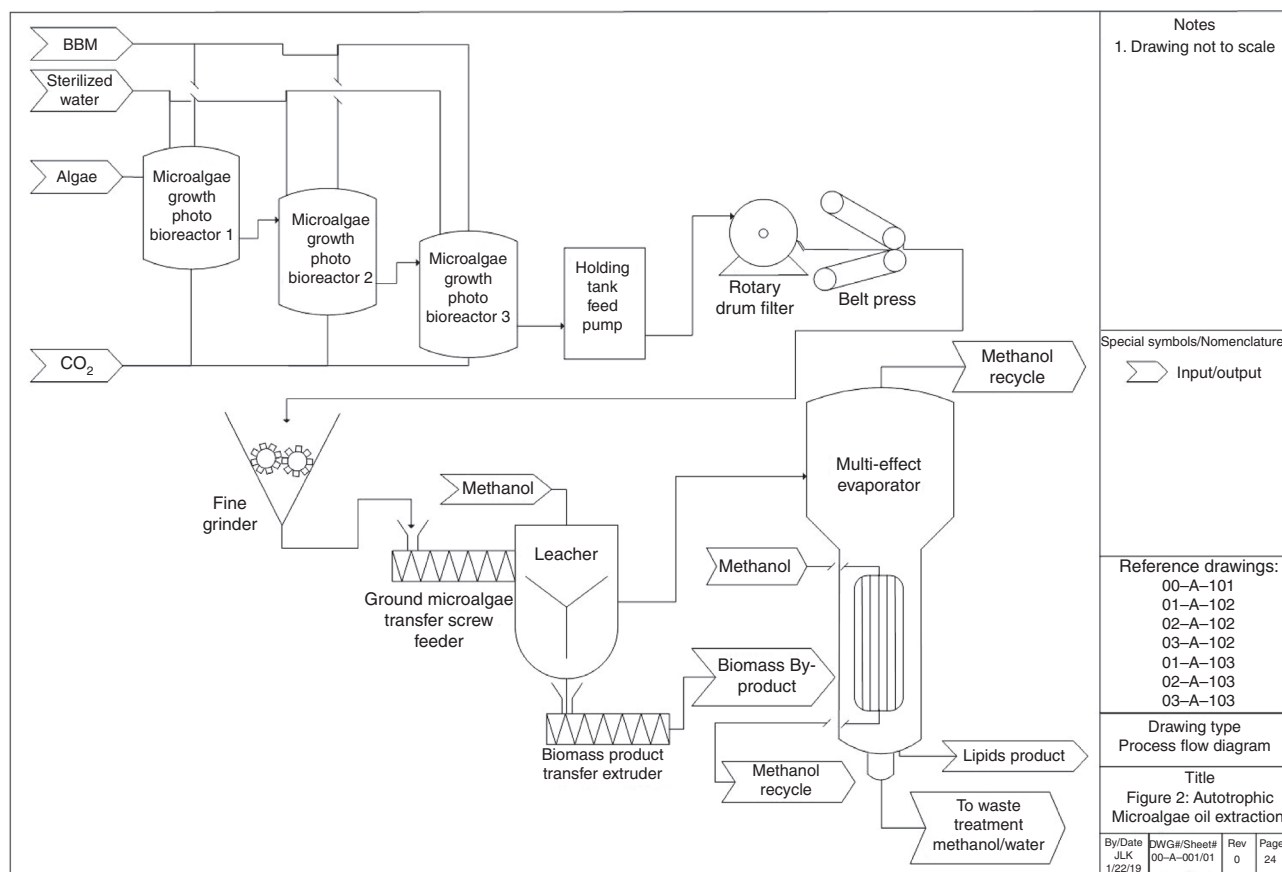 BBM
Sterilized
water
Algae
Microalgae
growth
photo
bioreactor 1
Microalgae
growth
photo
bioreactor 2
Microalgae
growth
photo
bioreactor 3
CO₂
Holding
tank
feed
pump
Rotary
drum filter
Belt press
Fine
grinder
Methanol
Leacher
Ground microalgae
transfer screw
feeder
Biomass By-
product
Biomass product
transfer extruder
Methanol
recycle
Multi-effect
evaporator
Methanol
Methanol
recycle
Lipids product
To waste
treatment
methanol/water
Notes
1. Drawing not to scale
Special symbols/Nomenclature
Input/output
Reference drawings:
00–A–101
01–A–102
02–A–102
03–A–102
01–A–103
02–A–103
03–A–103
Drawing type
Process flow diagram
Title
Figure 2: Autotrophic
Microalgae oil extraction
By/Date
JLK
1/22/19
DWG#/Sheet#
00–A–001/01
Rev
0
Page
24